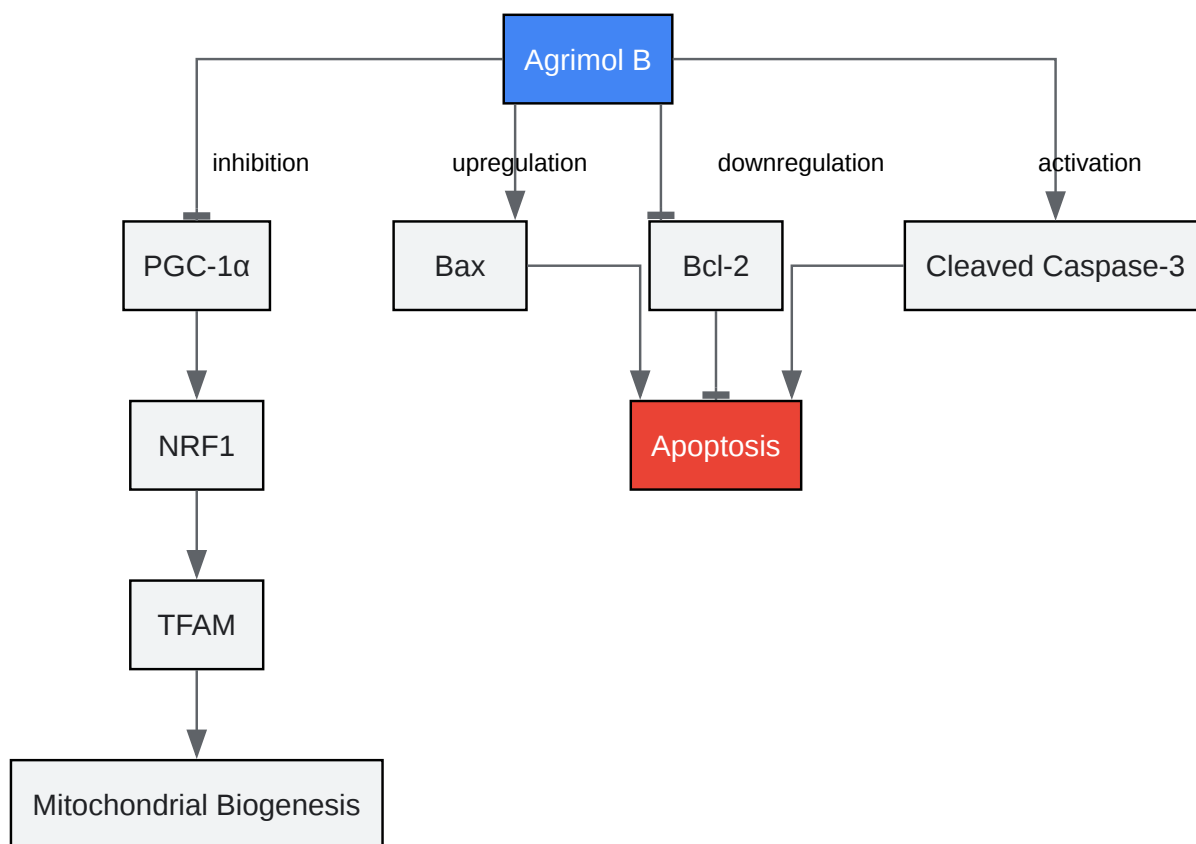 Agrimol B
inhibition
upregulation
downregulation
activation
PGC-1α
Bax
Bcl-2
Cleaved Caspase-3
NRF1
Apoptosis
TFAM
Mitochondrial Biogenesis